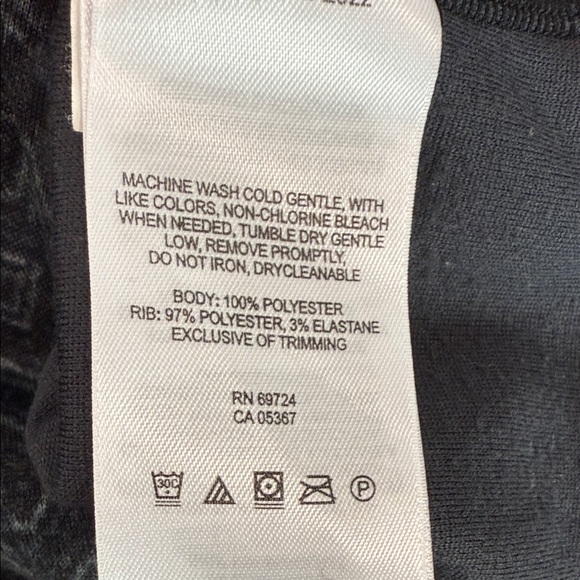 MACHINE WASH COLD GENTLE, WITH
LIKE COLORS, NON-CHLORINE BLEACH
WHEN NEEDED, TUMBLE DRY GENTLE
LOW, REMOVE PROMPTLY,
DO NOT IRON, DRYCLEANABLE
BODY: 100% POLYESTER
RIB: 97% POLYESTER, 3% ELASTANE
EXCLUSIVE OF TRIMMING
RN 69724
CA 05367
30C P